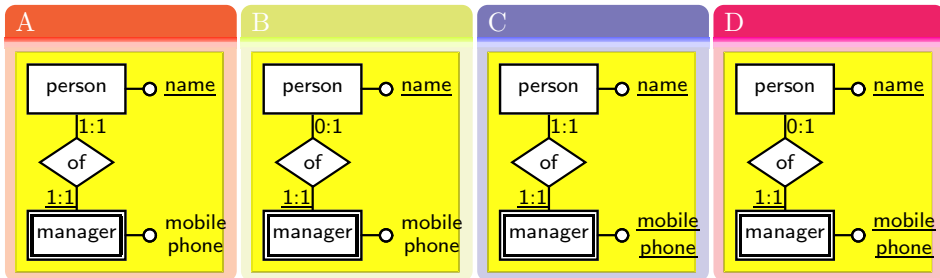 A
person
name
1:1
of
1:1
manager
mobile
phone
B
person
name
0:1
of
1:1
manager
mobile
phone
C
person
name
1:1
of
1:1
manager
mobile
phone
D
person
name
0:1
of
1:1
manager
mobile
phone